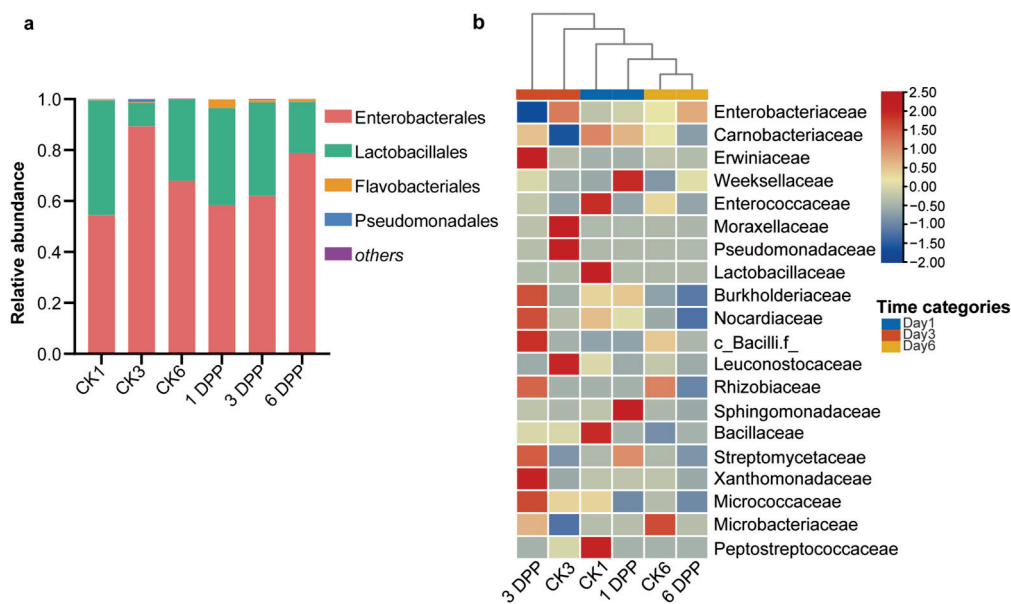 a
Relative abundance
1.0
0.8
0.6
0.4
0.2
0.0
CK1
CK3
CK6
1 DPP
3 DPP
6 DPP
Enterobacterales
Lactobacillales
Flavobacteriales
Pseudomonadales
others
b
Enterobacteriaceae
Carnobacteriaceae
Erwiniaceae
Weeksellaceae
Enterococcaceae
Moraxellaceae
Pseudomonadaceae
Lactobacillaceae
Burkholderiaceae
Nocardiaceae
c_Bacilli.f_
Leuconostocaceae
Rhizobiaceae
Sphingomonadaceae
Bacillaceae
Streptomycetaceae
Xanthomonadaceae
Micrococcaceae
Microbacteriaceae
Peptostreptococcaceae
3 DPP
CK3
CK1
1 DPP
CK6
6 DPP
2.50
2.00
1.50
1.00
0.50
0.00
−0.50
−1.00
−1.50
−2.00
Time categories
Day1
Day3
Day6